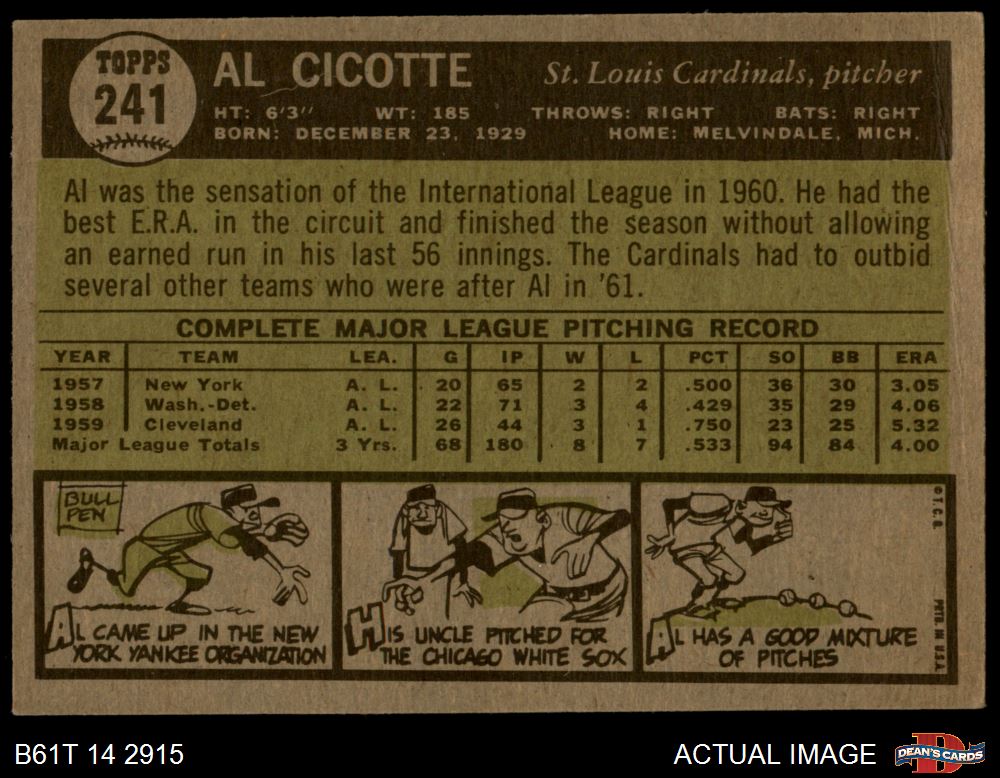 TOPPS
241
AL CICOTTE
St. Louis Cardinals, pitcher
HT: 6'3" WT: 185 THROWS: RIGHT BATS: RIGHT
BORN: DECEMBER 23, 1929 HOME: MELVINDALE, MICH.
Al was the sensation of the International League in 1960. He had the
best E.R.A. in the circuit and finished the season without allowing
an earned run in his last 56 innings. The Cardinals had to outbid
several other teams who were after Al in '61.
COMPLETE MAJOR LEAGUE PITCHING RECORD
YEAR TEAM LEA. G IP W L PCT SO BB ERA
1957 New York A. L. 20 65 2 2 .500 36 30 3.05
1958 Wash.-Det. A. L. 22 71 3 4 .429 35 29 4.06
1959 Cleveland A. L. 26 44 3 1 .750 23 25 5.32
Major League Totals 3 Yrs. 68 180 8 7 .533 94 84 4.00
BULL
PEN
AL CAME UP IN THE NEW
YORK YANKEE ORGANIZATION
HIS UNCLE PITCHED FOR
THE CHICAGO WHITE SOX
AL HAS A GOOD MIXTURE
OF PITCHES
© T. C. G.
PRTD. IN U.S.A.
B61T 14 2915
ACTUAL IMAGE
DEAN'S CARDS